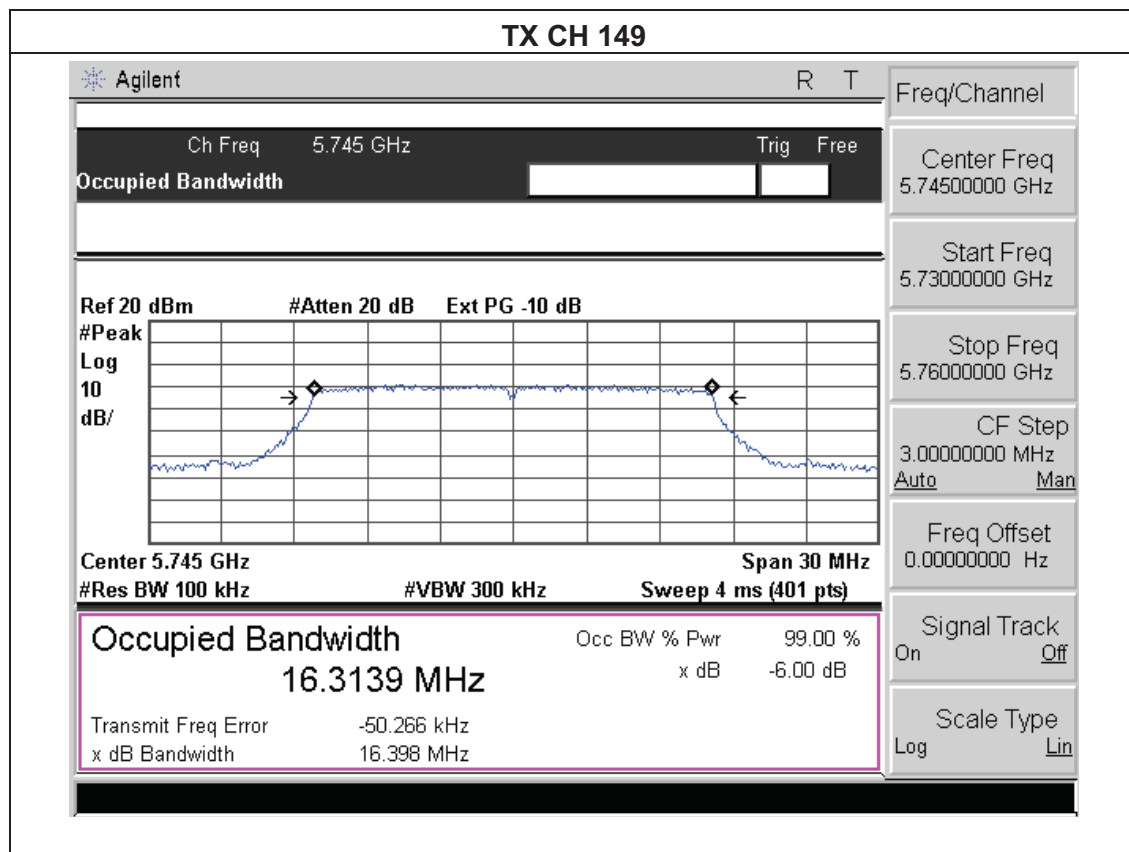 TX CH 149
Agilent R T
Freq/Channel
Ch Freq 5.745 GHz Trig Free
Occupied Bandwidth
Center Freq
5.74500000 GHz
Start Freq
5.73000000 GHz
Ref 20 dBm #Atten 20 dB Ext PG -10 dB
#Peak
Log
10
dB/
Stop Freq
5.76000000 GHz
CF Step
3.00000000 MHz
Auto Man
Center 5.745 GHz Span 30 MHz
#Res BW 100 kHz #VBW 300 kHz Sweep 4 ms (401 pts)
Freq Offset
0.00000000 Hz
Occupied Bandwidth
16.3139 MHz
Occ BW % Pwr 99.00 %
x dB -6.00 dB
Transmit Freq Error -50.266 kHz
x dB Bandwidth 16.398 MHz
Signal Track
On Off
Scale Type
Log Lin